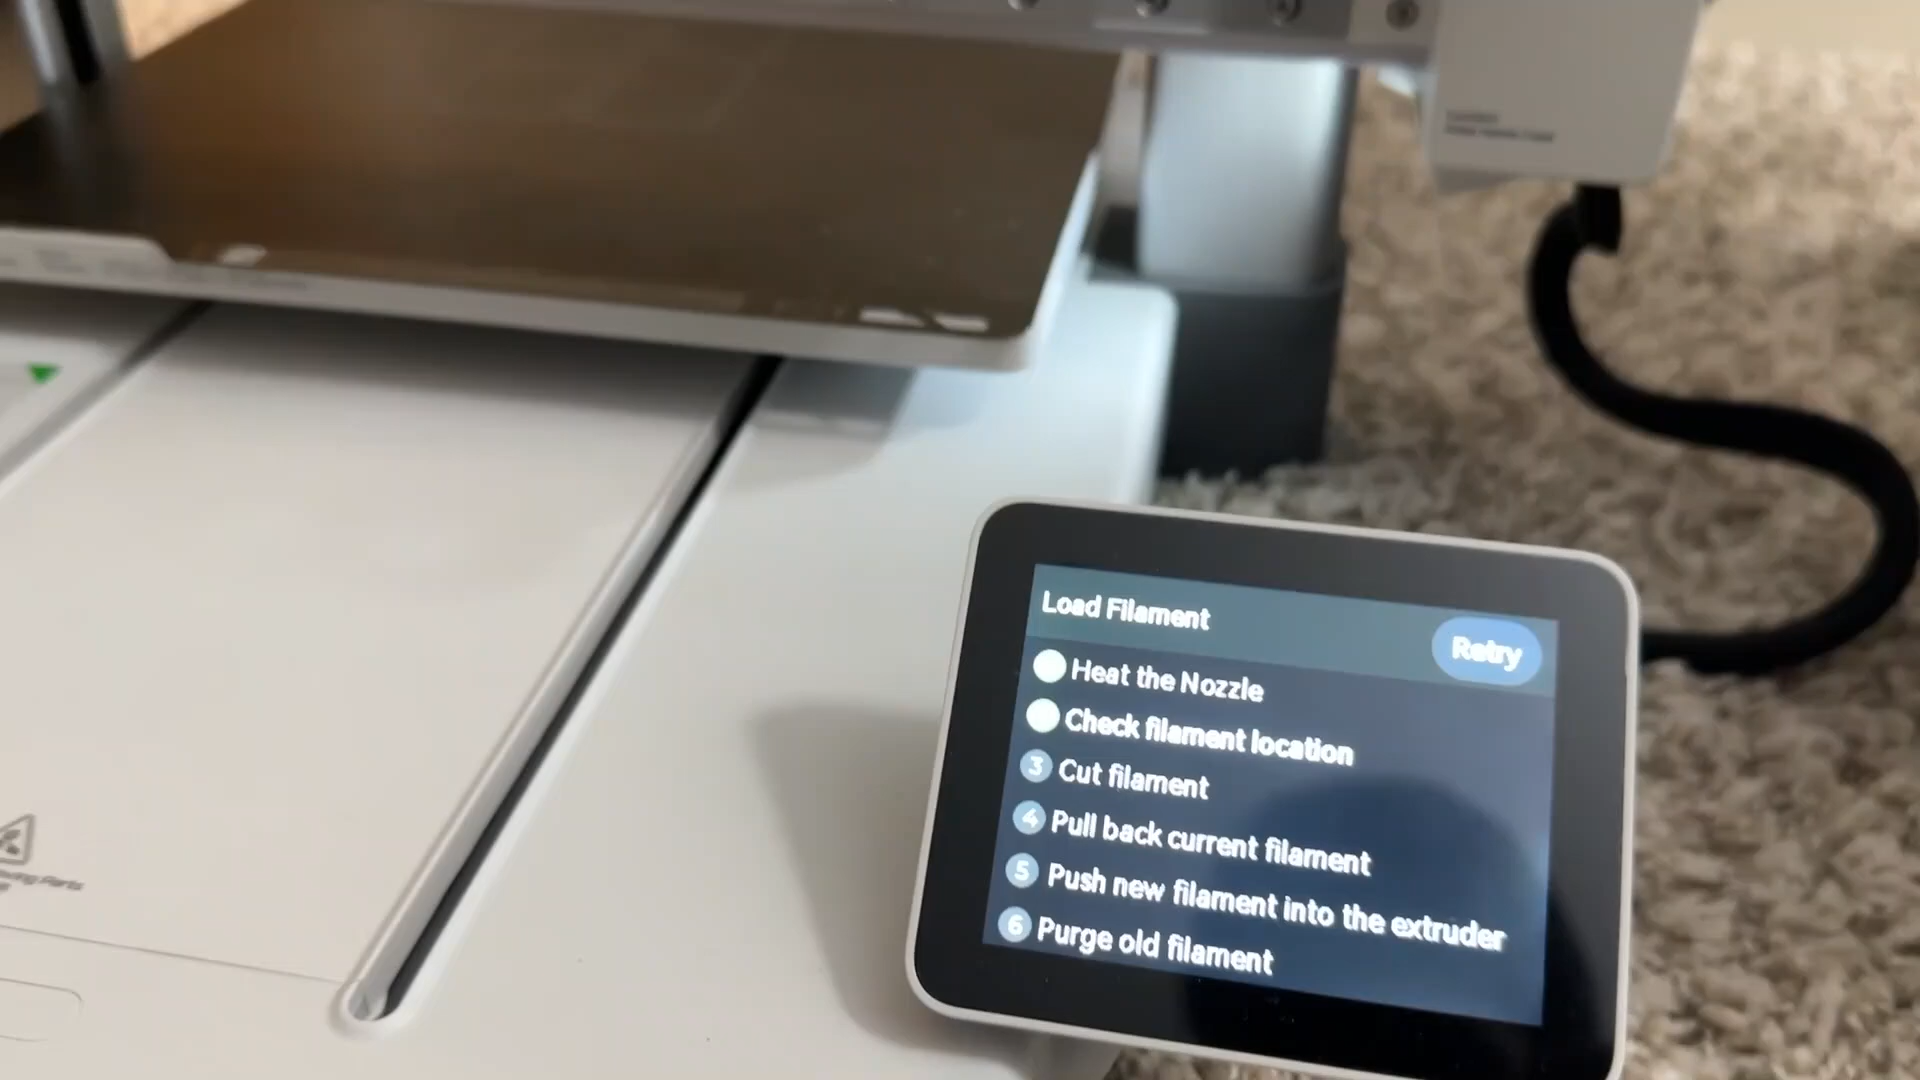 Load Filament
Retry
Heat the Nozzle
Check filament location
3 Cut filament
4 Pull back current filament
5 Push new filament into the extruder
6 Purge old filament
Parts